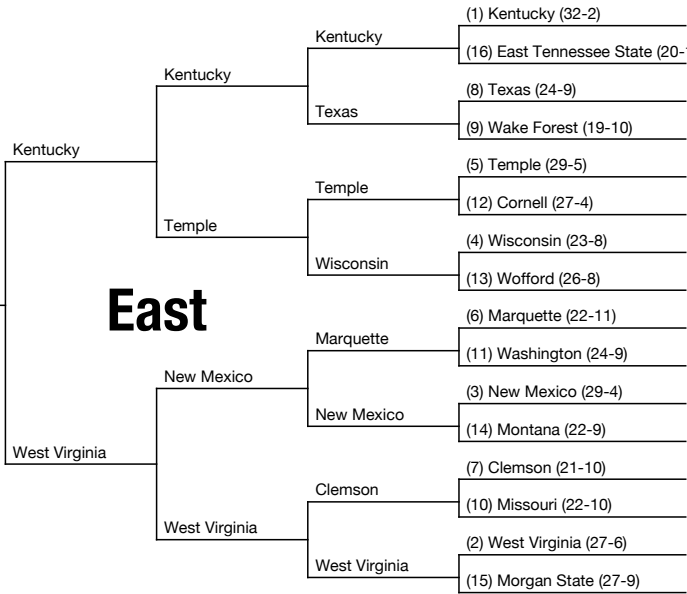 (1) Kentucky (32-2)
Kentucky
(16) East Tennessee State (20-
Kentucky
(8) Texas (24-9)
Texas
(9) Wake Forest (19-10)
Kentucky
(5) Temple (29-5)
Temple
(12) Cornell (27-4)
Temple
(4) Wisconsin (23-8)
Wisconsin
(13) Wofford (26-8)
East
(6) Marquette (22-11)
Marquette
(11) Washington (24-9)
New Mexico
(3) New Mexico (29-4)
New Mexico
(14) Montana (22-9)
West Virginia
(7) Clemson (21-10)
Clemson
(10) Missouri (22-10)
West Virginia
(2) West Virginia (27-6)
West Virginia
(15) Morgan State (27-9)